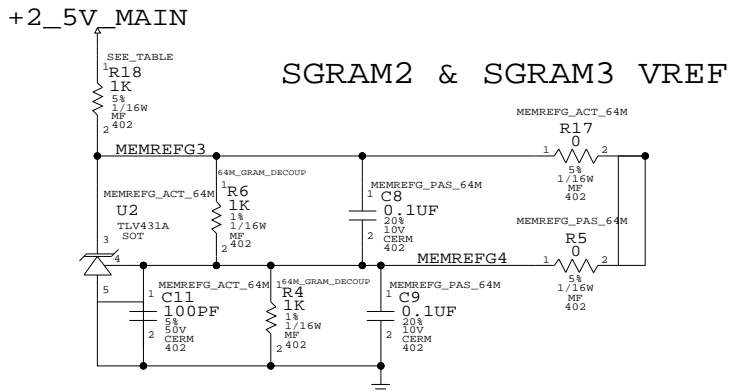 +2_5V_MAIN
SEE_TABLE
1
R18
1K
5%
1/16W
MF
2
402
SGRAM2 & SGRAM3 VREF
MEMREFG3
MEMREFG_ACT_64M
R17
0
1
2
5%
1/16W
MF
402
64M_GRAM_DECOUP
1
R6
1K
1%
1/16W
MF
2
402
MEMREFG_PAS_64M
1
C8
0.1UF
20%
10V
2
CERM
402
MEMREFG_ACT_64M
U2
TLV431A
SOT
3
4
5
MEMREFG4
MEMREFG_PAS_64M
R5
0
1
2
5%
1/16W
MF
402
MEMREFG_ACT_64M
1
C11
100PF
5%
50V
2
CERM
402
64M_GRAM_DECOUP
1
R4
1K
1%
1/16W
MF
2
402
MEMREFG_PAS_64M
1
C9
0.1UF
20%
10V
2
CERM
402